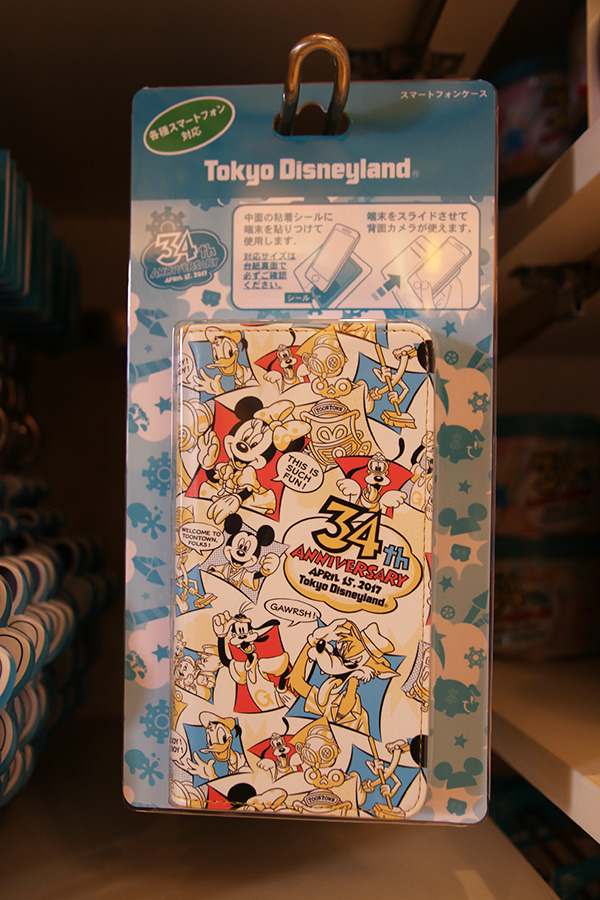 スマートフォンケース
各種スマートフォン
対応
Tokyo Disneyland®
34th
ANNIVERSARY
APRIL 15, 2017
中面の粘着シールに
端末を貼りつけて
使用します。
対応サイズは
台紙裏面で
必ずご確認
ください。
シール
端末をスライドさせて
背面カメラが使えます。
TOONTOWN
THIS IS
SUCH
FUN!
WELCOME TO
TOONTOWN,
FOLKS!
34th
ANNIVERSARY
APRIL 15, 2017
Tokyo Disneyland®
GAWRSH!
G
TOONTOWN